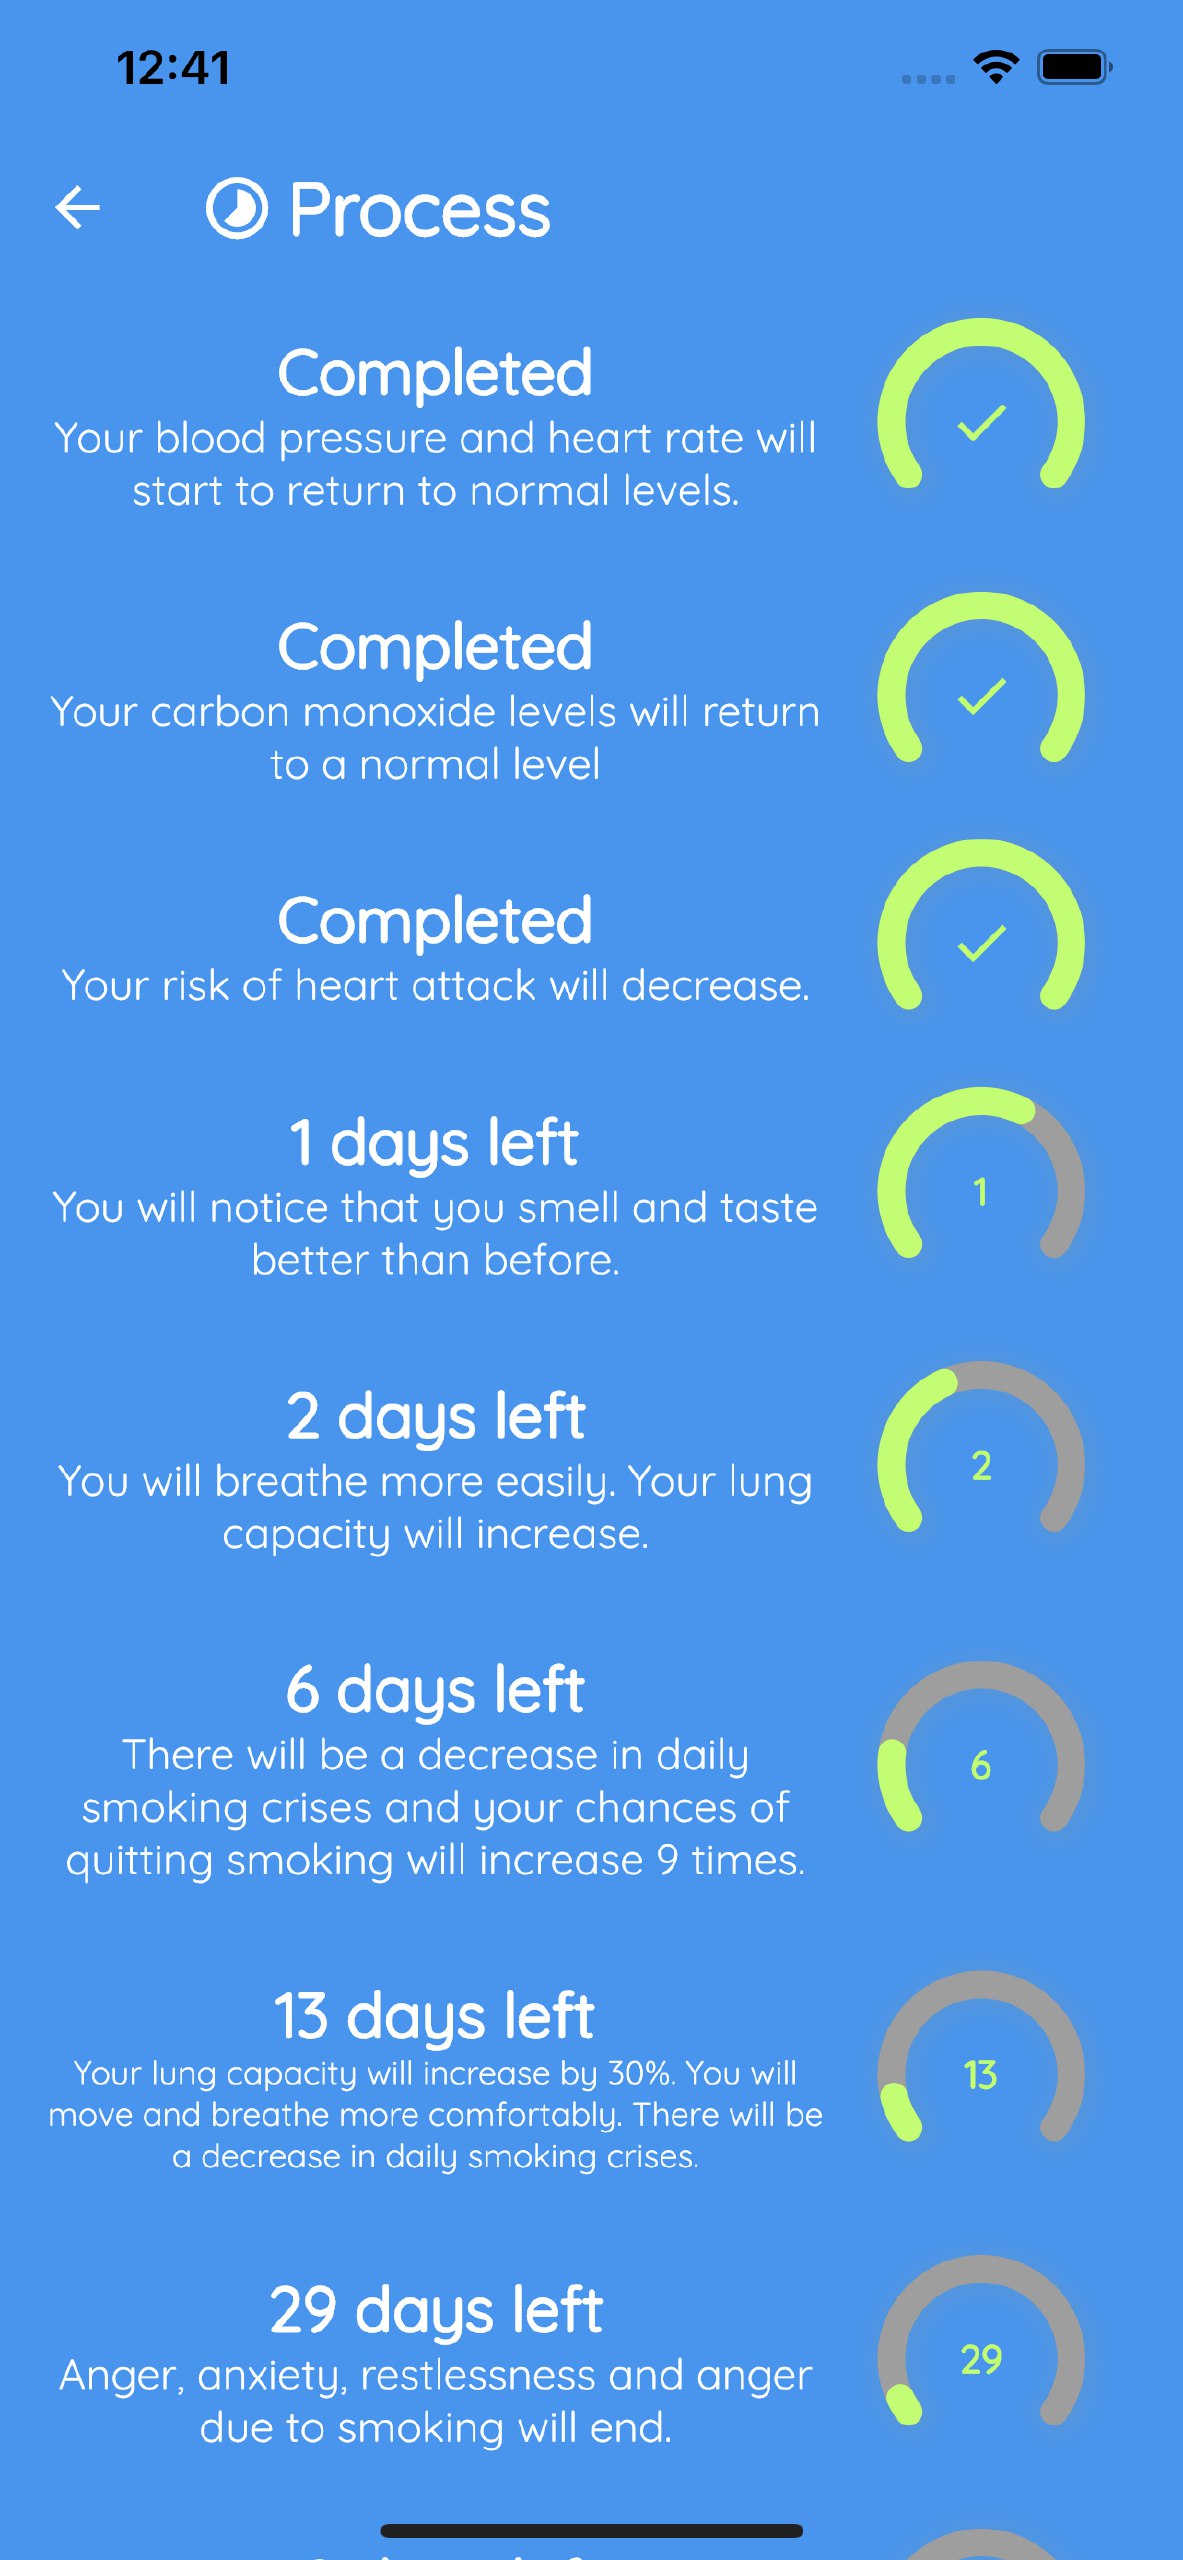 12:41
Process
Completed
Your blood pressure and heart rate will
start to return to normal levels.
Completed
Your carbon monoxide levels will return
to a normal level
Completed
Your risk of heart attack will decrease.
1 days left
You will notice that you smell and taste
better than before.
1
2 days left
You will breathe more easily. Your lung
capacity will increase.
2
6 days left
There will be a decrease in daily
smoking crises and your chances of
quitting smoking will increase 9 times.
6
13 days left
Your lung capacity will increase by 30%. You will
move and breathe more comfortably. There will be
a decrease in daily smoking crises.
13
29 days left
Anger, anxiety, restlessness and anger
due to smoking will end.
29